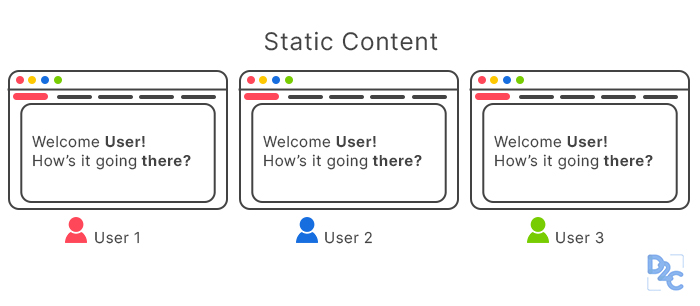 Static Content
Welcome User!
How’s it going there?
Welcome User!
How’s it going there?
Welcome User!
How’s it going there?
User 1
User 2
User 3
D2C